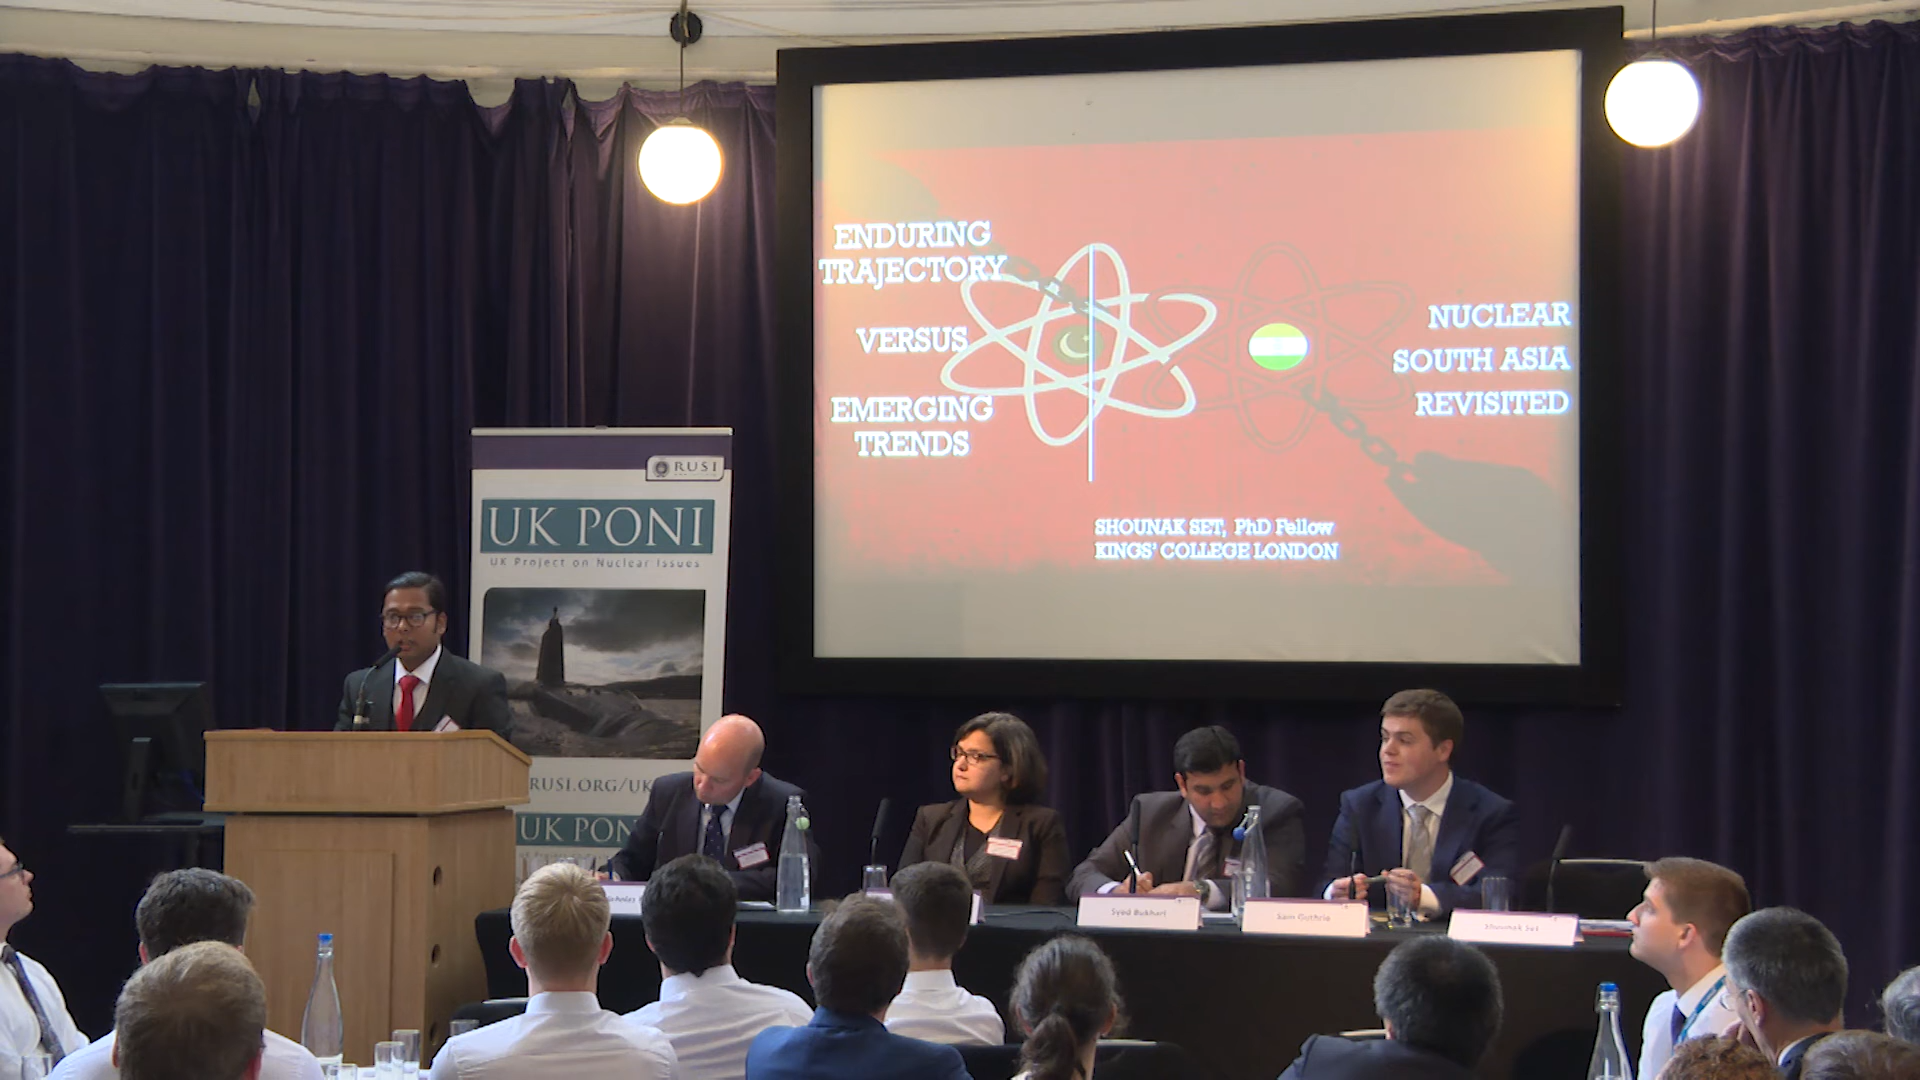 ENDURING
TRAJECTORY
VERSUS
EMERGING
TRENDS
NUCLEAR
SOUTH ASIA
REVISITED
SHOUNAK SET, PhD Fellow
KINGS' COLLEGE LONDON
RUSI
UK PONI
UK Project on Nuclear Issues
RUSI.ORG/UK
UK PON
Syed Bukhari
Sam Guthrie
Shounak Set